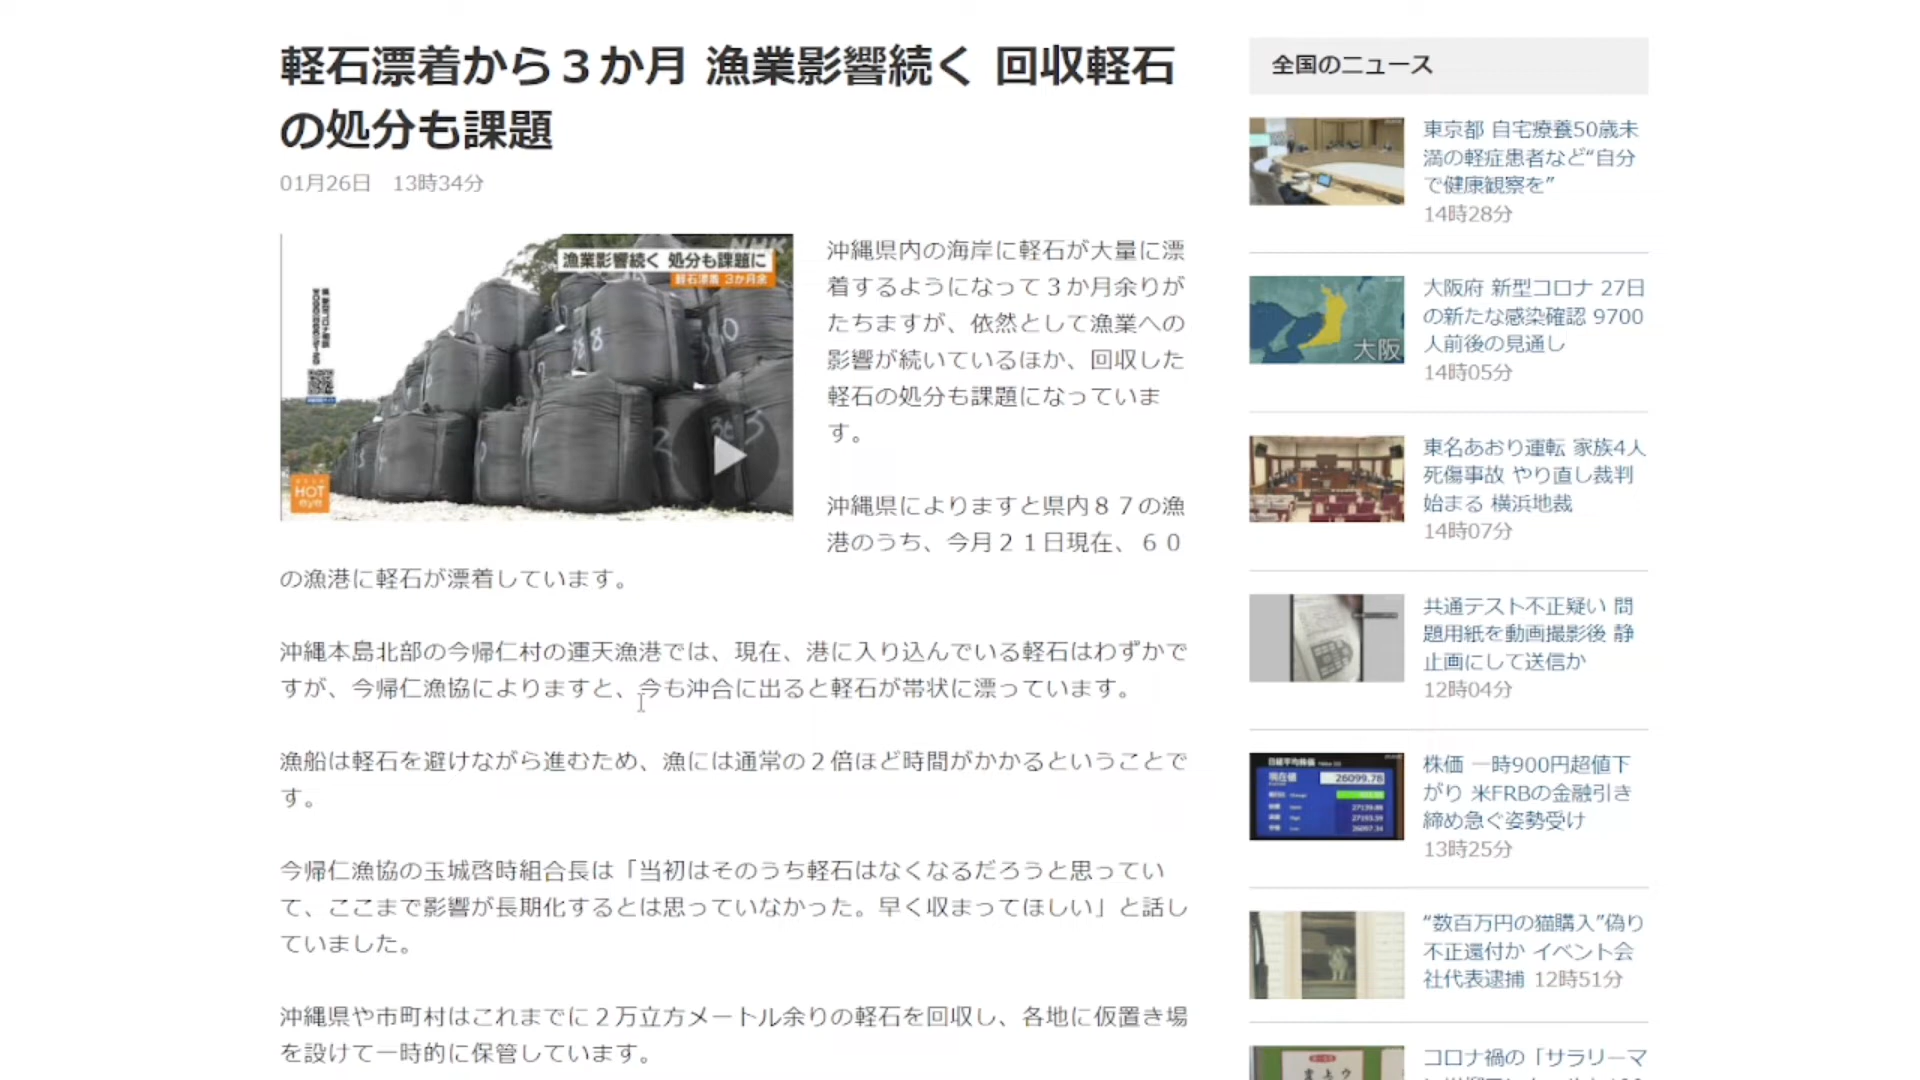 軽石漂着から３か月 漁業影響続く 回収軽石
の処分も課題
01月26日 13時34分
NHK
漁業影響続く 処分も課題に
軽石漂着 3か月余
HOT
eye
沖縄県内の海岸に軽石が大量に漂
着するようになって３か月余りが
たちますが、依然として漁業への
影響が続いているほか、回収した
軽石の処分も課題になっていま
す。
沖縄県によりますと県内８７の漁
港のうち、今月２１日現在、６０
の漁港に軽石が漂着しています。
沖縄本島北部の今帰仁村の運天漁港では、現在、港に入り込んでいる軽石はわずかで
すが、今帰仁漁協によりますと、今も沖合に出ると軽石が帯状に漂っています。
漁船は軽石を避けながら進むため、漁には通常の２倍ほど時間がかかるということで
す。
今帰仁漁協の玉城啓時組合長は「当初はそのうち軽石はなくなるだろうと思ってい
て、ここまで影響が長期化するとは思っていなかった。早く収まってほしい」と話し
ていました。
沖縄県や市町村はこれまでに２万立方メートル余りの軽石を回収し、各地に仮置き場
を設けて一時的に保管しています。
全国のニュース
東京都 自宅療養50歳未
満の軽症患者など“自分
で健康観察を”
14時28分
大阪
大阪府 新型コロナ 27日
の新たな感染確認 9700
人前後の見通し
14時05分
東名あおり運転 家族4人
死傷事故 やり直し裁判
始まる 横浜地裁
14時07分
共通テスト不正疑い 問
題用紙を動画撮影後 静
止画にして送信か
12時04分
日経平均株価
現在値 26099.78
株価 一時900円超値下
がり 米FRBの金融引き
締め急ぐ姿勢受け
13時25分
“数百万円の猫購入”偽り
不正還付か イベント会
社代表逮捕 12時51分
コロナ禍の「サラリーマ